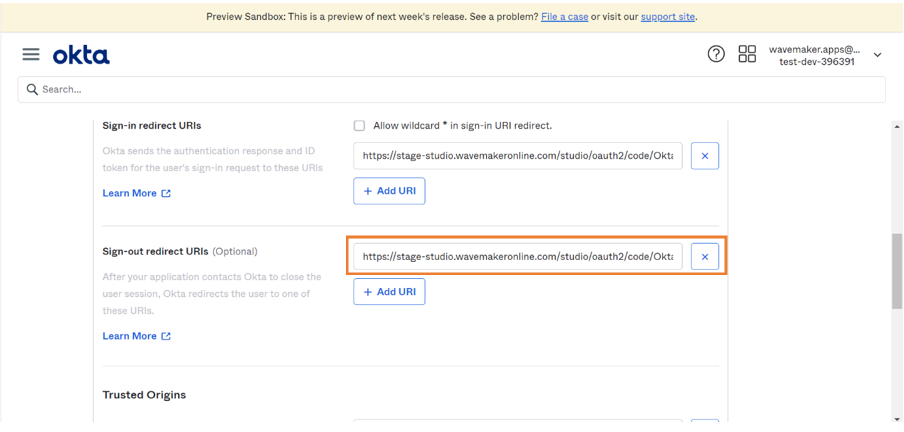 Preview Sandbox: This is a preview of next week's release. See a problem? File a case or visit our support site.
okta
wavemaker.apps@...
test-dev-396391
Search...
Sign-in redirect URIs
Allow wildcard * in sign-in URI redirect.
Okta sends the authentication response and ID
token for the user's sign-in request to these URIs
https://stage-studio.wavemakeronline.com/studio/oauth2/code/Okta
Learn More
+ Add URI
Sign-out redirect URIs (Optional)
https://stage-studio.wavemakeronline.com/studio/oauth2/code/Okta
After your application contacts Okta to close the
user session, Okta redirects the user to one of
these URIs.
+ Add URI
Learn More
Trusted Origins